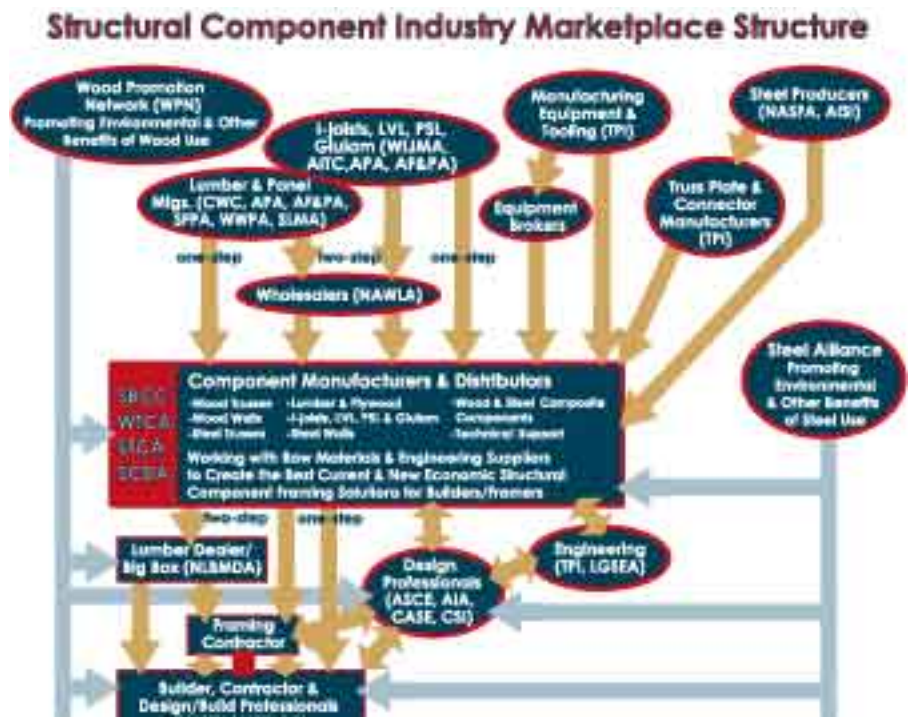 Structural Component Industry Marketplace Structure
Wood Promotion
Network (WPN)
Promoting Environmental & Other
Benefits of Wood Use
I-Joists, LVL, PSL,
Glulam (WIJMA,
AITC, APA, AF&PA)
Manufacturing
Equipment &
Tooling (TPI)
Steel Producers
(NASPA, AISI)
Lumber & Panel
Mfgs. (CWC, APA, AF&PA,
SFPA, WWPA, SLMA)
Equipment
Brokers
Truss Plate &
Connector
Manufacturers
(TPI)
one-step
two-step
one-step
Wholesalers (NAWLA)
Steel Alliance
Promoting
Environmental
& Other Benefits
of Steel Use
SBCC
WTCA
STCA
SCBA
Component Manufacturers & Distributors
-Wood Trusses
-Wood Walls
-Steel Trusses
-Lumber & Plywood
-I-Joists, LVL, PSL & Glulam
-Steel Walls
-Wood & Steel Composite
Components
-Technical Support
Working with Raw Materials & Engineering Suppliers
to Create the Best Current & New Economic Structural
Component Framing Solutions for Builders/Framers
two-step
one-step
Lumber Dealer/
Big Box (NLBMDA)
Design
Professionals
(ASCE, AIA,
CASE, CSI)
Engineering
(TPI, LGSEA)
Framing
Contractor
Builder, Contractor &
Design/Build Professionals